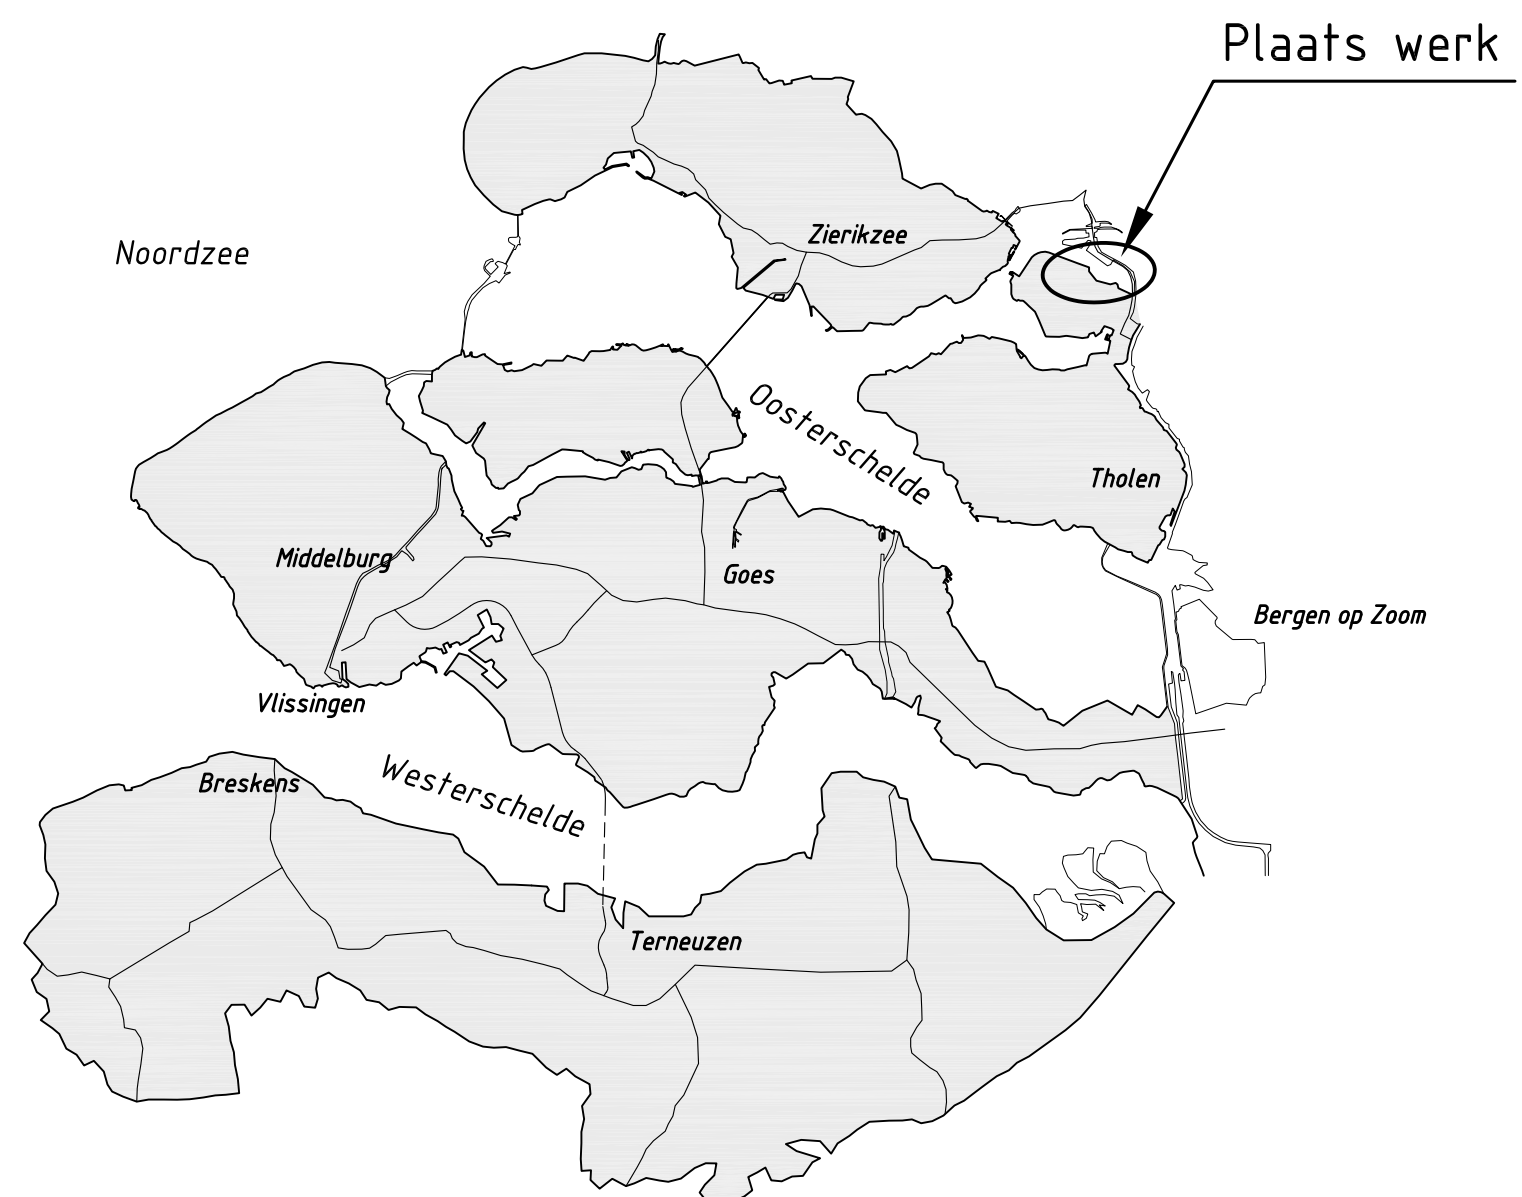 Plaats werk
Noordzee
Zierikzee
Oosterschelde
Tholen
Middelburg
Goes
Bergen op Zoom
Vlissingen
Westerschelde
Breskens
Terneuzen